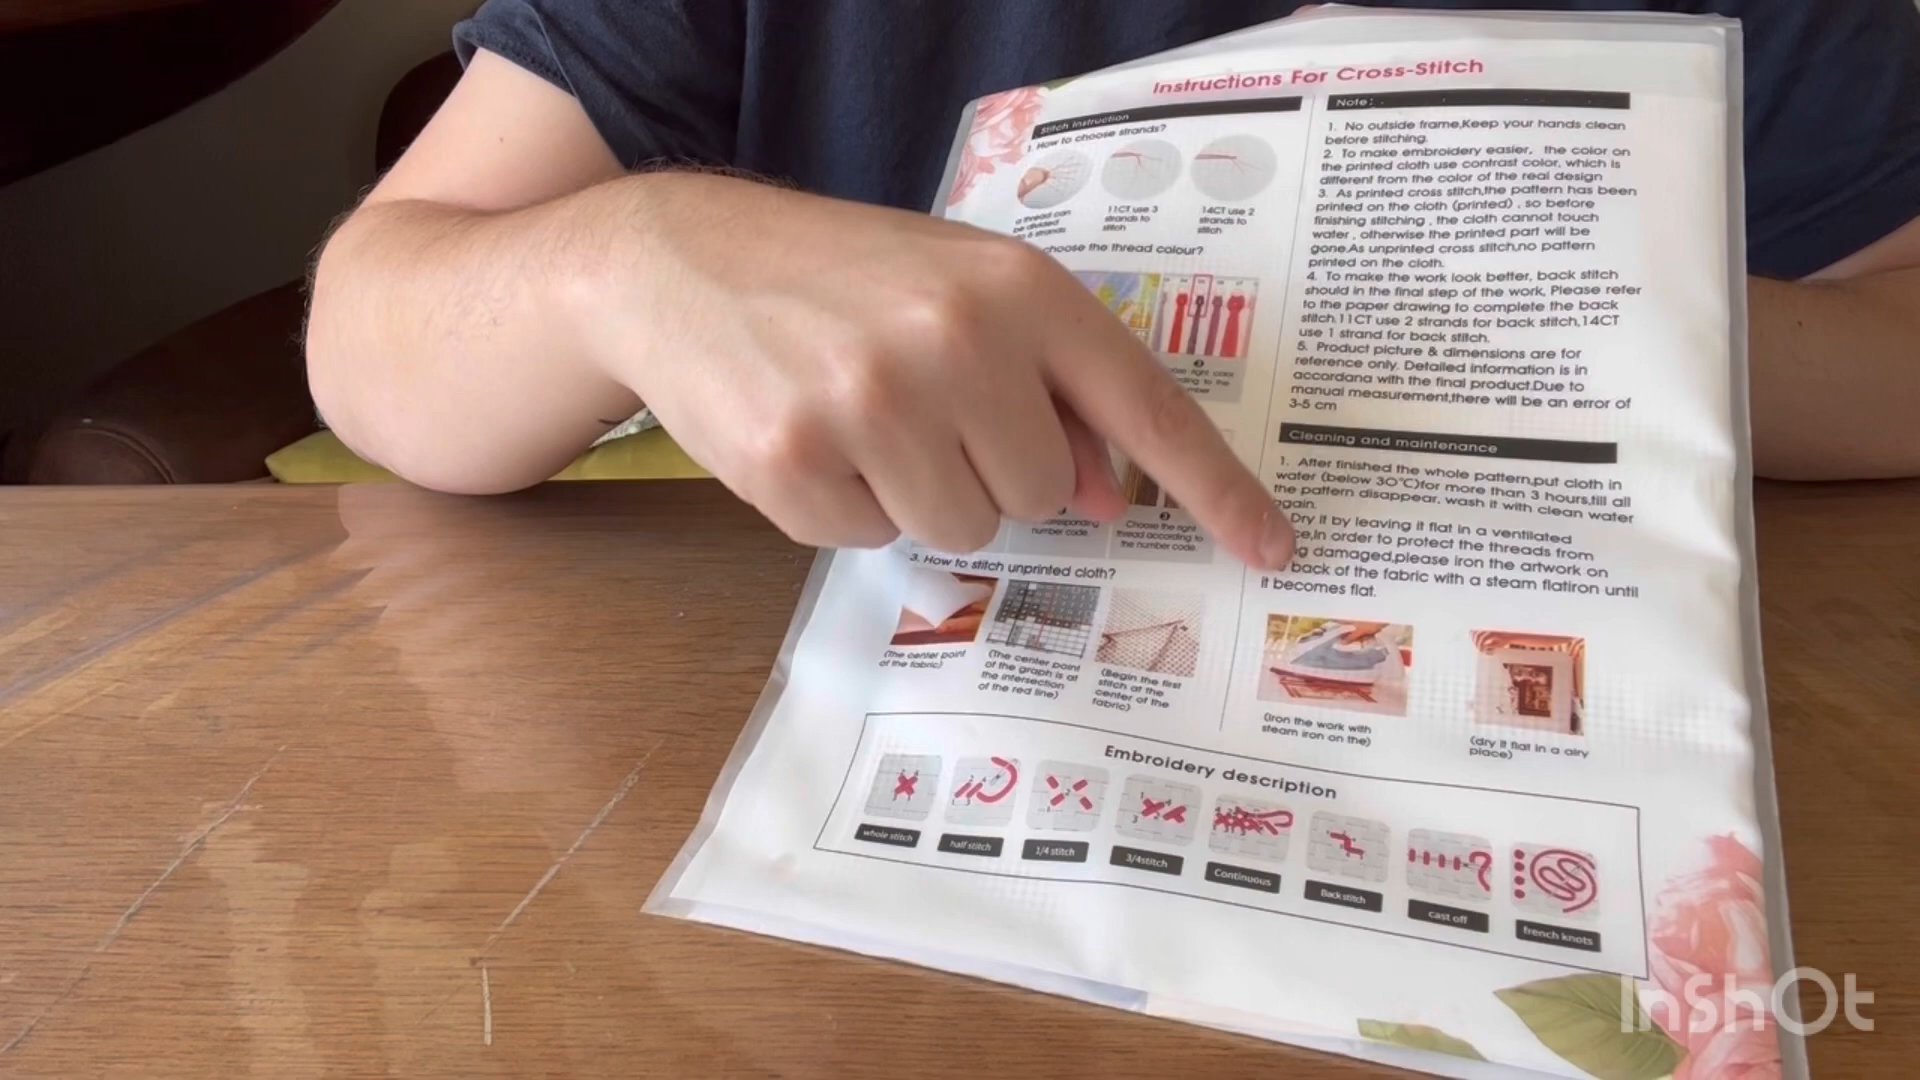 Instructions For Cross-Stitch
Stitch Instruction
1. How to choose strands?
a thread can
be divided
to 6 strands
11CT use 3
strands to
stitch
14CT use 2
strands to
stitch
choose the thread colour?
right color
to the
number code.
Choose the right
thread according to
the number code.
3. How to stitch unprinted cloth?
(The center point
of the fabric)
(The center point
of the graph is at
the intersection
of the red line)
(Begin the first
stitch at the
center of the
fabric)
Note:
1. No outside frame,Keep your hands clean
before stitching.
2. To make embroidery easier, the color on
the printed cloth use contrast color, which is
different from the color of the real design
3. As printed cross stitch,the pattern has been
printed on the cloth (printed) , so before
finishing stitching , the cloth cannot touch
water , otherwise the printed part will be
gone.As unprinted cross stitch,no pattern
printed on the cloth.
4. To make the work look better, back stitch
should in the final step of the work, Please refer
to the paper drawing to complete the back
stitch.11CT use 2 strands for back stitch,14CT
use 1 strand for back stitch.
5. Product picture & dimensions are for
reference only. Detailed information is in
accordana with the final product.Due to
manual measurement,there will be an error of
3-5 cm
Cleaning and maintenance
1. After finished the whole pattern,put cloth in
water (below 30℃)for more than 3 hours,till all
the pattern disappear, wash it with clean water
again.
Dry it by leaving it flat in a ventilated
In order to protect the threads from
damaged,please iron the artwork on
back of the fabric with a steam flatiron until
it becomes flat.
(Iron the work with
steam iron on the)
(dry it flat in a airy
place)
Embroidery description
whole stitch
half stitch
1/4 stitch
3/4stitch
Continuous
Back stitch
cast off
french knots
InShOt